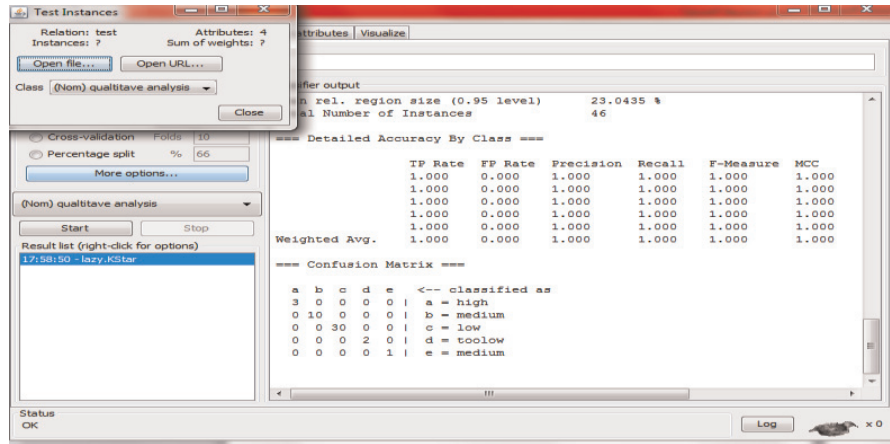 Test Instances
Relation: test Attributes: 4
Instances: ? Sum of weights: ?
Open file... Open URL...
Class (Nom) qualtitave analysis
Close
Attributes Visualize
rel. region size (0.95 level) 23.0435 %
Number of Instances 46
=== Detailed Accuracy By Class ===
TP Rate FP Rate Precision Recall F-Measure MCC
1.000 0.000 1.000 1.000 1.000 1.000
1.000 0.000 1.000 1.000 1.000 1.000
1.000 0.000 1.000 1.000 1.000 1.000
1.000 0.000 1.000 1.000 1.000 1.000
1.000 0.000 1.000 1.000 1.000 1.000
Weighted Avg. 1.000 0.000 1.000 1.000 1.000 1.000
=== Confusion Matrix ===
a b c d e <-- classified as
3 0 0 0 0 | a = high
0 10 0 0 0 | b = medium
0 0 30 0 0 | c = low
0 0 0 2 0 | d = toolow
0 0 0 0 1 | e = medium
output
Cross-validation Folds 10
Percentage split % 66
More options...
(Nom) qualtitave analysis
Start Stop
Result list (right-click for options)
17:58:50 - lazy.KStar
Status
OK
Log x 0